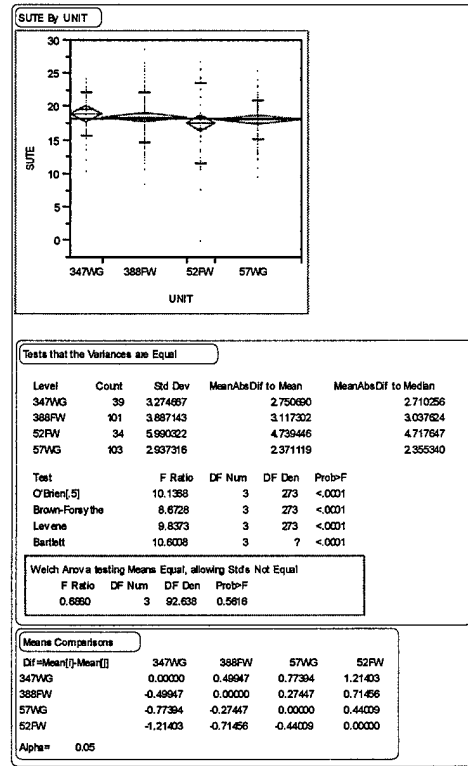 SUTE By UNIT
30
25
20
15
10
5
0
SUTE
347WG 388FW 52FW 57WG
UNIT
Tests that the Variances are Equal
Level Count Std Dev MeanAbsDif to Mean MeanAbsDif to Median
347WG 39 3.274667 2.750690 2.710256
388FW 101 3.887143 3.117302 3.037624
52FW 34 5.990322 4.739446 4.717647
57WG 103 2.937316 2.371119 2.355340
Test F Ratio DF Num DF Den Prob>F
O'Brien[.5] 10.1368 3 273 <.0001
Brown-Forsythe 8.6728 3 273 <.0001
Levene 9.8373 3 273 <.0001
Bartlett 10.6008 3 ? <.0001
Welch Anova testing Means Equal, allowing Std's Not Equal
F Ratio DF Num DF Den Prob>F
0.6860 3 92.638 0.5616
Means Comparisons
Dif=Mean[i]-Mean[j] 347WG 388FW 57WG 52FW
347WG 0.00000 0.49947 0.77394 1.21403
388FW -0.49947 0.00000 0.27447 0.71456
57WG -0.77394 -0.27447 0.00000 0.44009
52FW -1.21403 -0.71456 -0.44009 0.00000
Alpha= 0.05